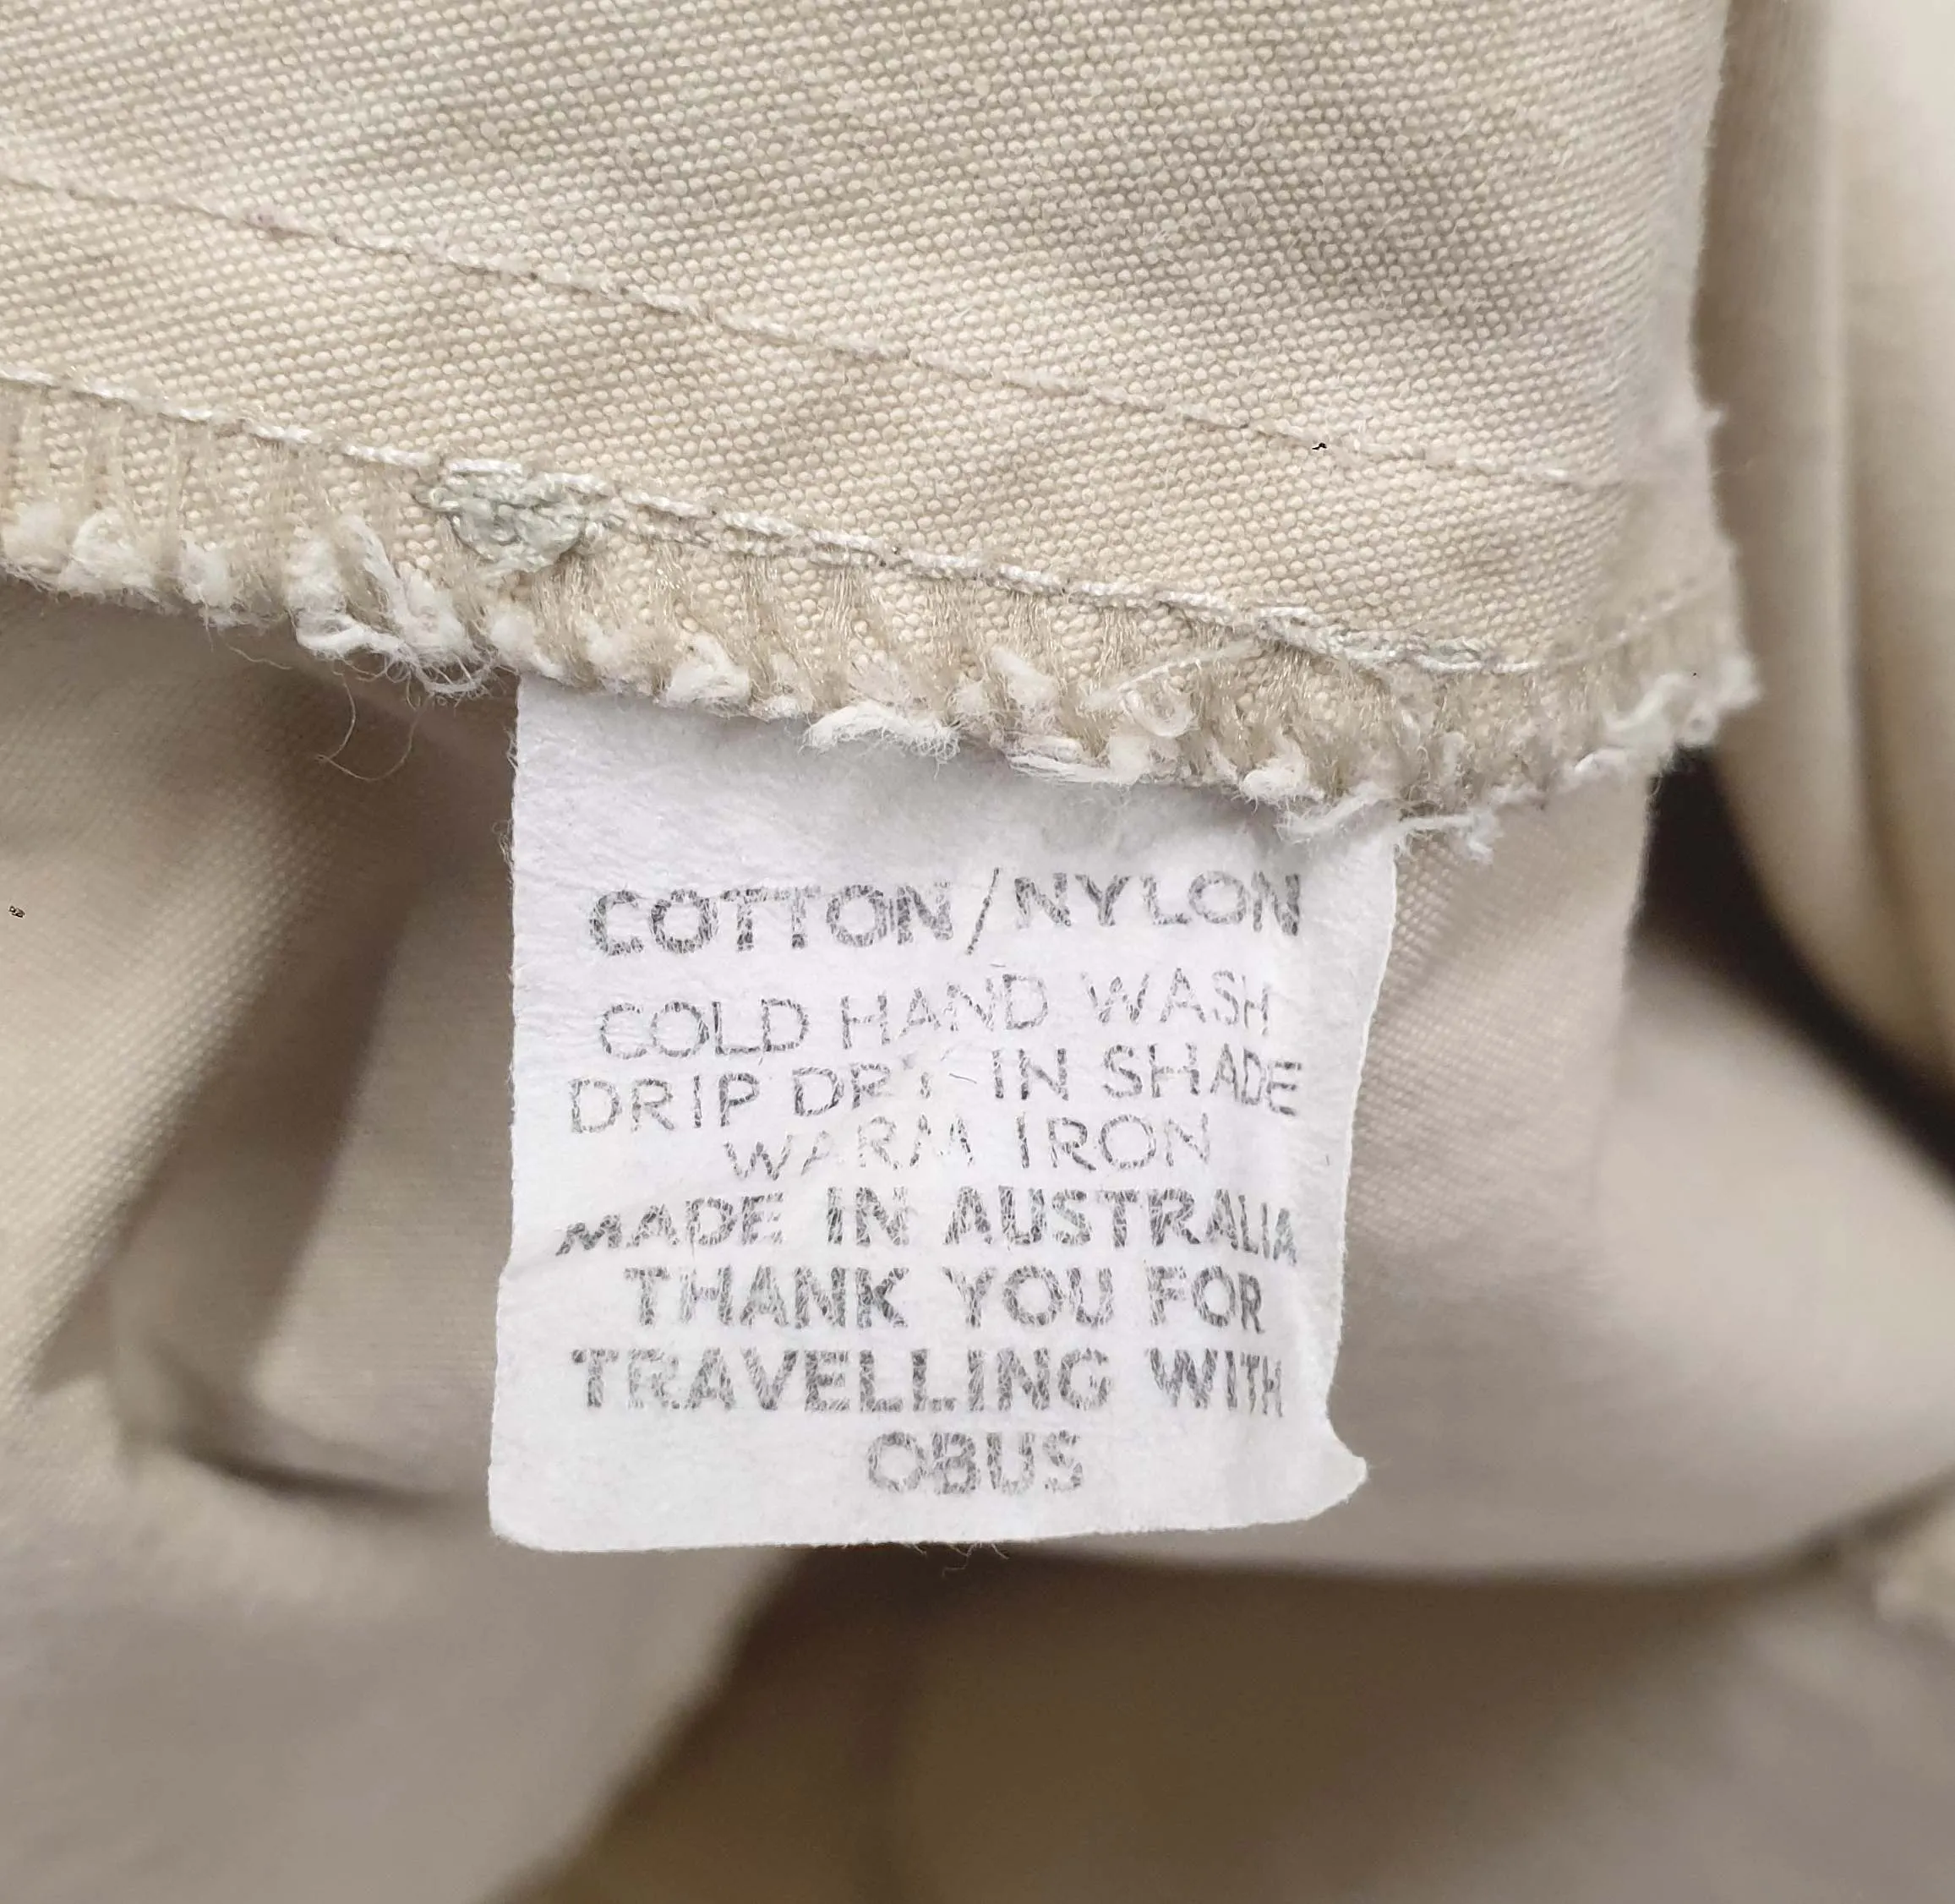 COTTON/NYLON
COLD HAND WASH
DRIP DRY IN SHADE
WARM IRON
MADE IN AUSTRALIA
THANK YOU FOR
TRAVELLING WITH
OBUS